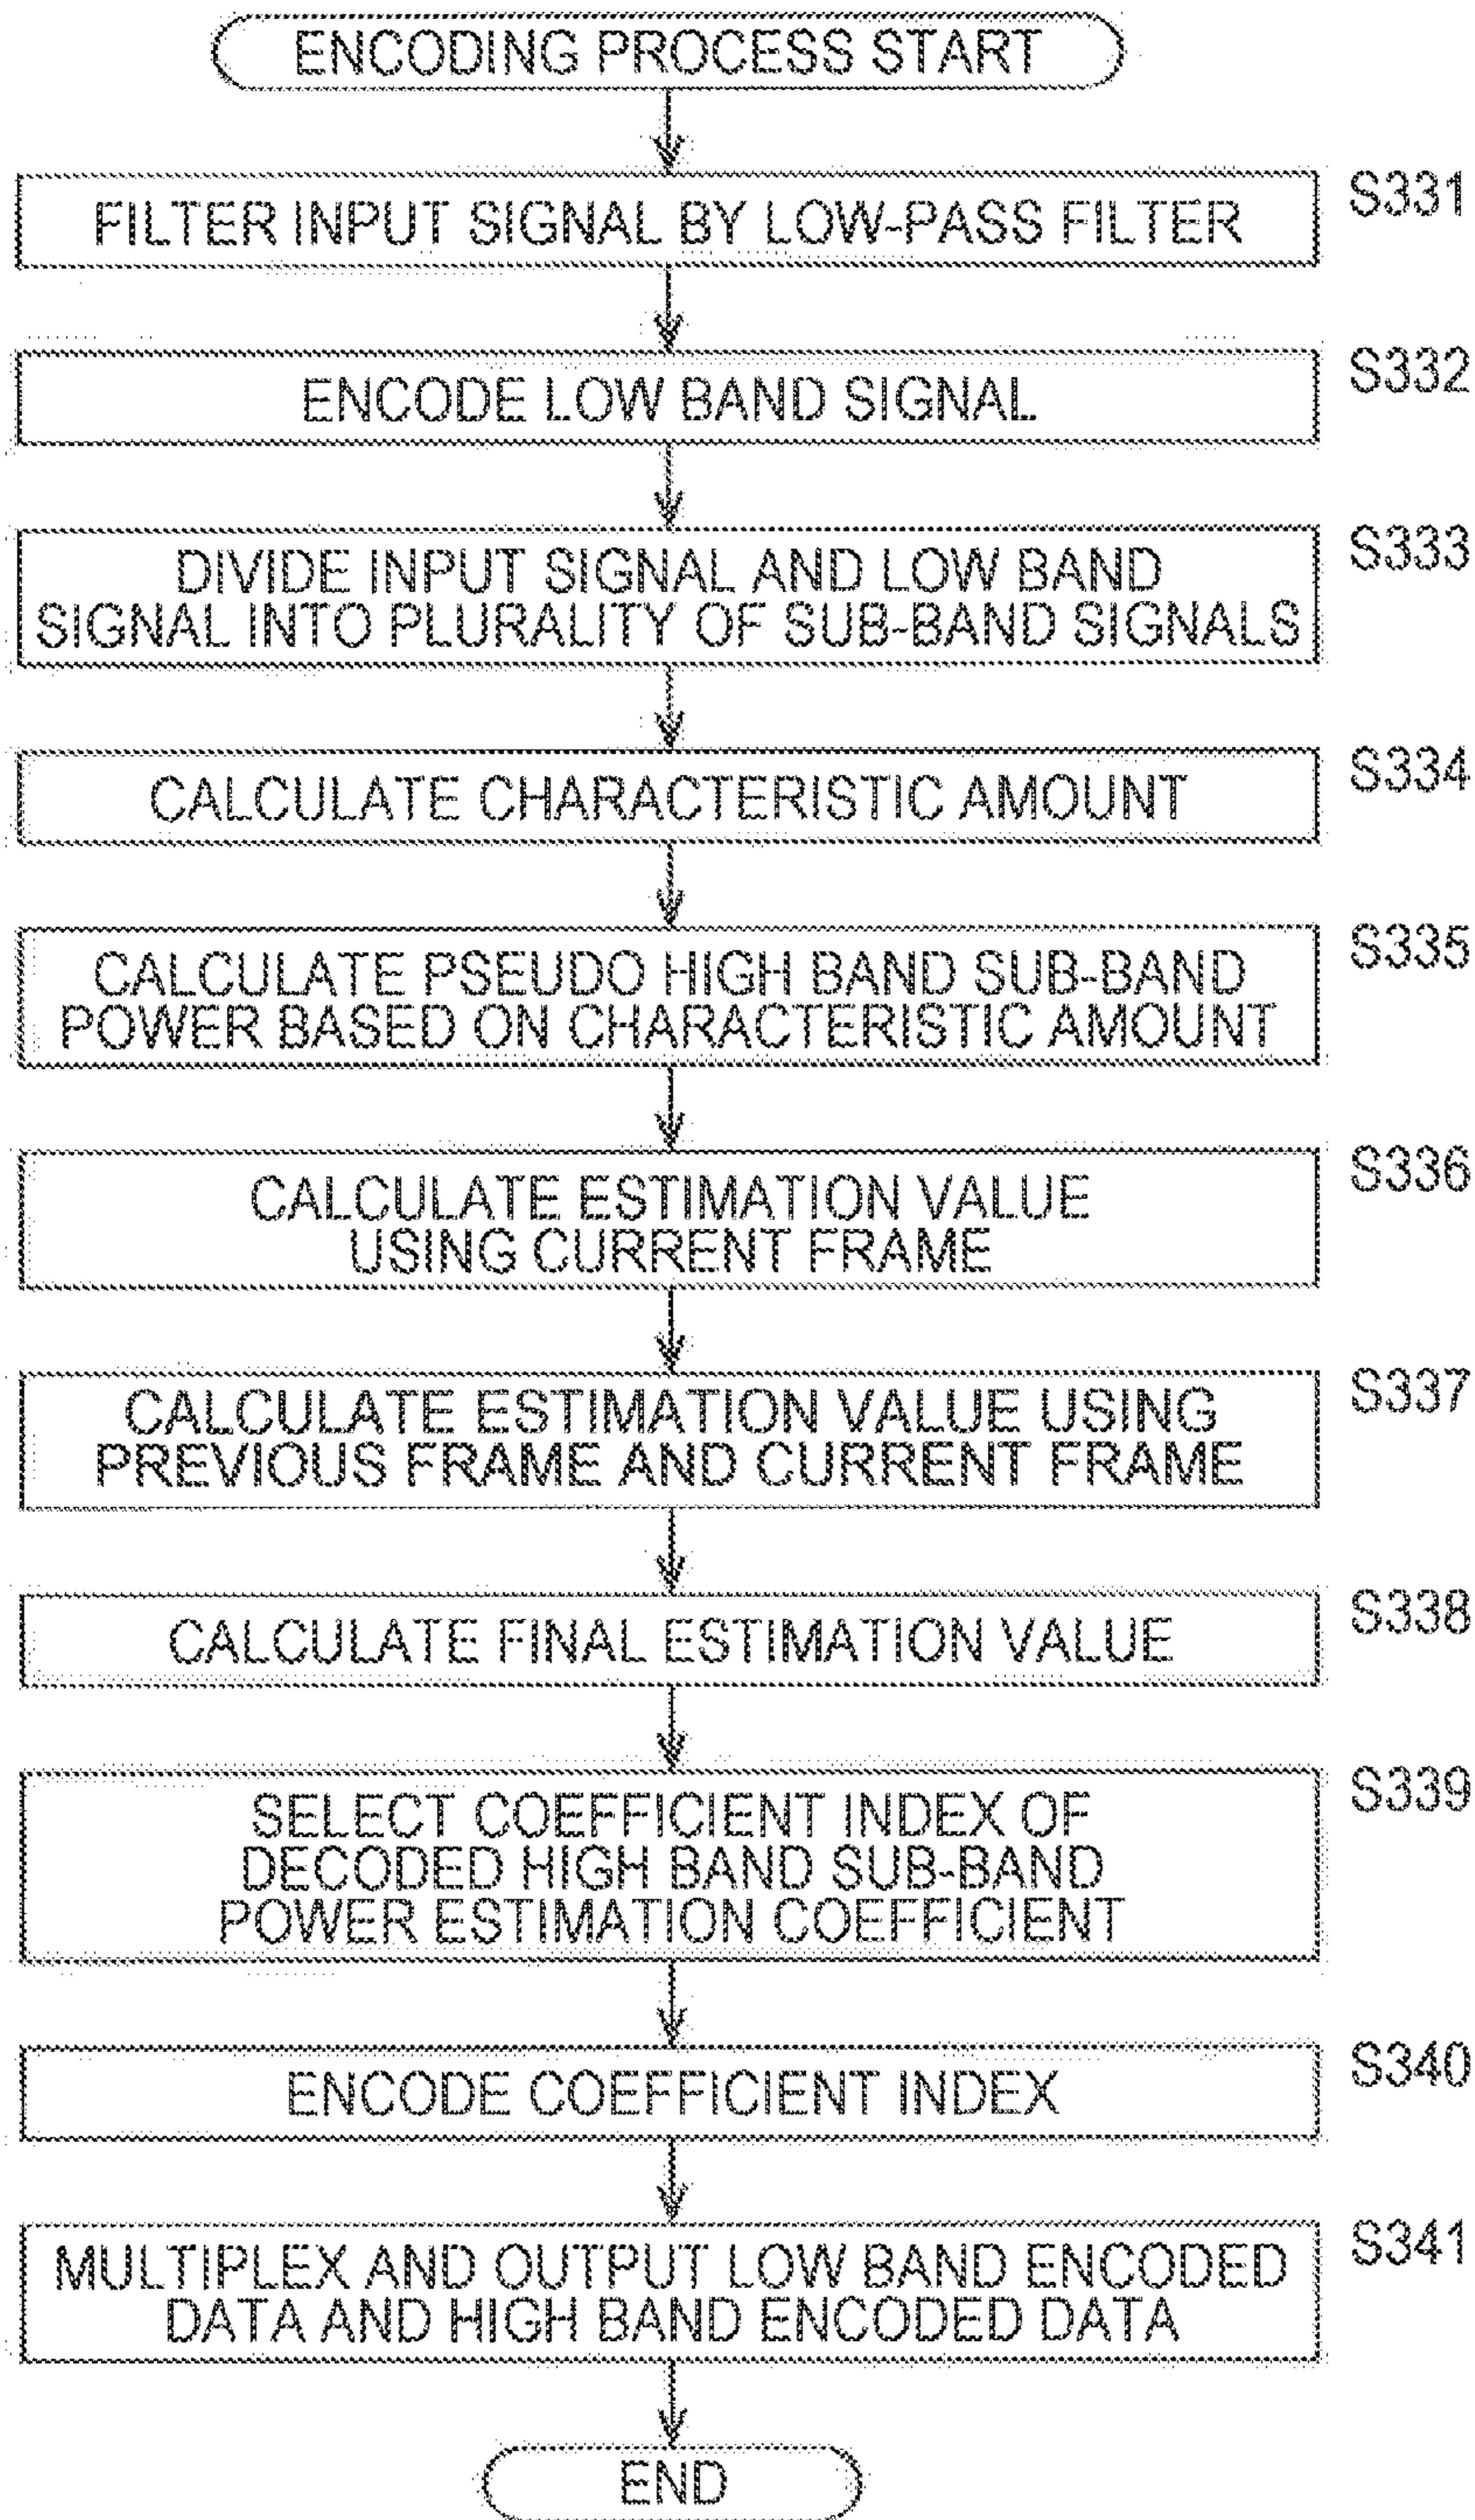 ENCODING PROCESS START
FILTER INPUT SIGNAL BY LOW-PASS FILTER
S331
ENCODE LOW BAND SIGNAL
S332
DIVIDE INPUT SIGNAL AND LOW BAND
SIGNAL INTO PLURALITY OF SUB-BAND SIGNALS
S333
CALCULATE CHARACTERISTIC AMOUNT
S334
CALCULATE PSEUDO HIGH BAND SUB-BAND
POWER BASED ON CHARACTERISTIC AMOUNT
S335
CALCULATE ESTIMATION VALUE
USING CURRENT FRAME
S336
CALCULATE ESTIMATION VALUE USING
PREVIOUS FRAME AND CURRENT FRAME
S337
CALCULATE FINAL ESTIMATION VALUE
S338
SELECT COEFFICIENT INDEX OF
DECODED HIGH BAND SUB-BAND
POWER ESTIMATION COEFFICIENT
S339
ENCODE COEFFICIENT INDEX
S340
MULTIPLEX AND OUTPUT LOW BAND ENCODED
DATA AND HIGH BAND ENCODED DATA
S341
END